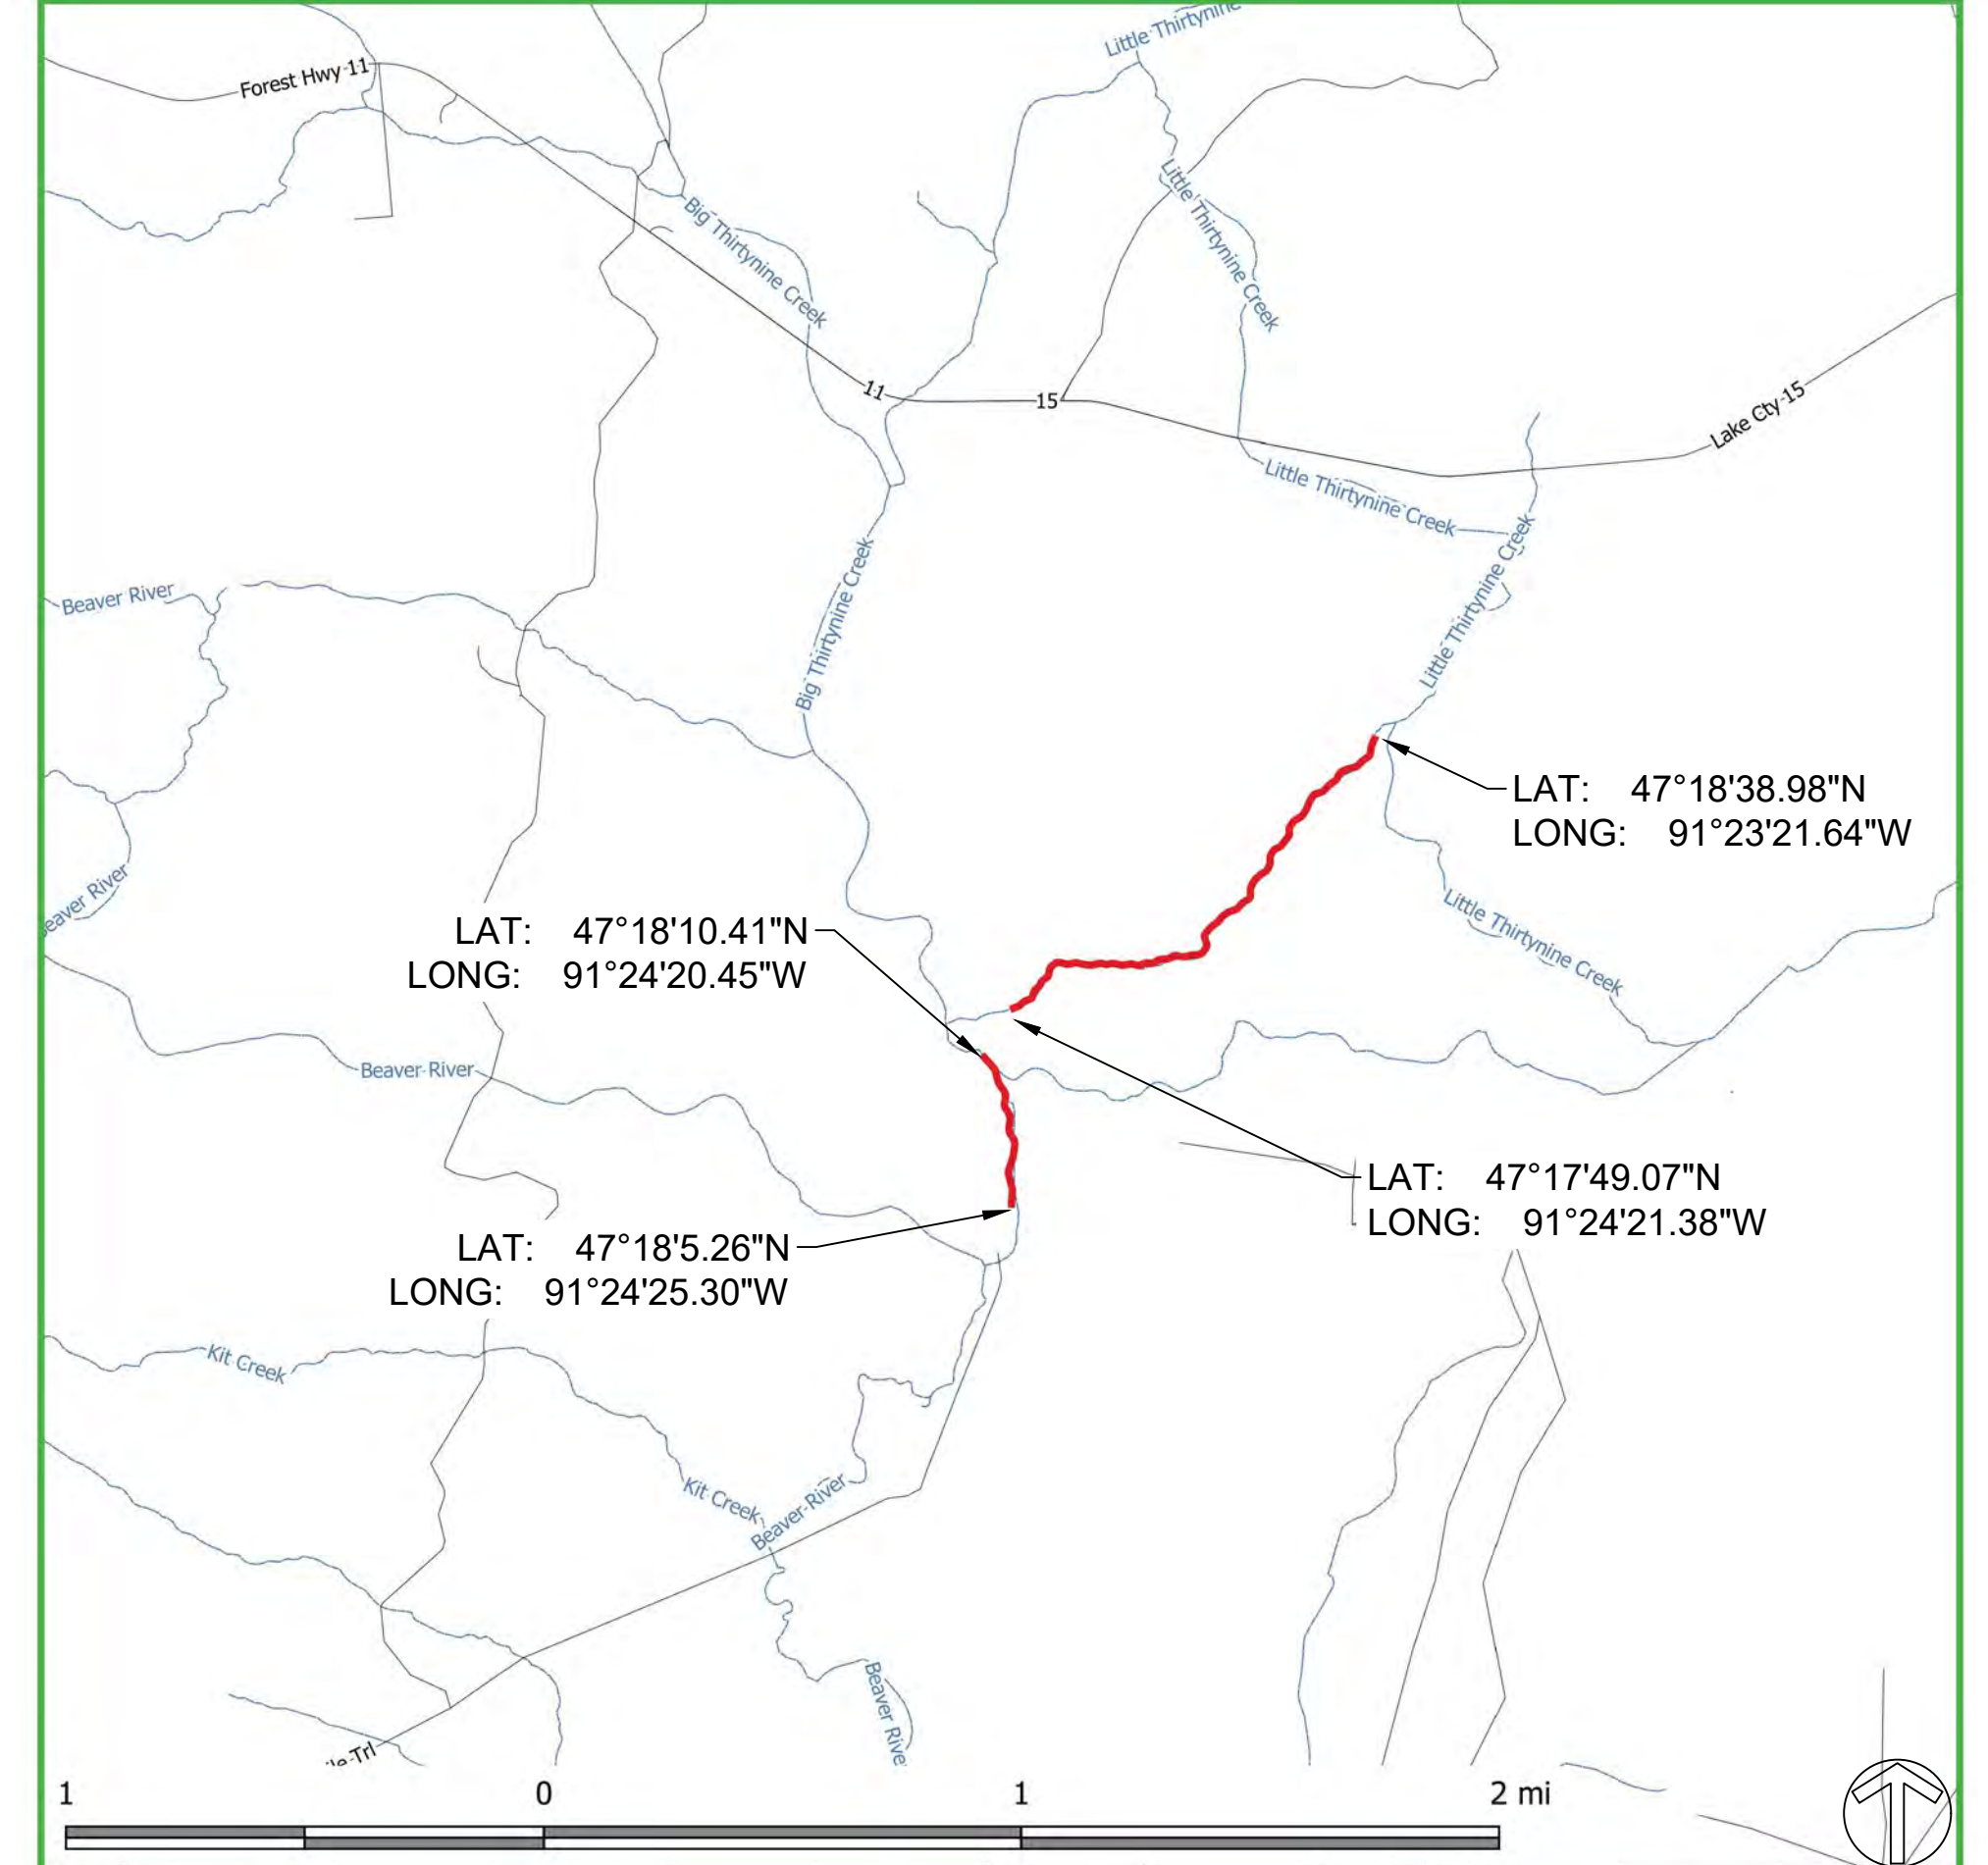 Little Thirtynine
Forest Hwy 11
Little Thirtynine Creek
Big Thirtynine Creek
11
15
Lake Cty 15
Little Thirtynine Creek
Little Thirtynine Creek
Big Thirtynine Creek
Beaver River
LAT: 47°18'38.98"N
LONG: 91°23'21.64"W
Beaver River
Little Thirtynine Creek
LAT: 47°18'10.41"N
LONG: 91°24'20.45"W
Beaver River
LAT: 47°17'49.07"N
LONG: 91°24'21.38"W
LAT: 47°18'5.26"N
LONG: 91°24'25.30"W
Kit Creek
Kit Creek
Beaver River
Beaver River
Trl
1 0 1 2 mi